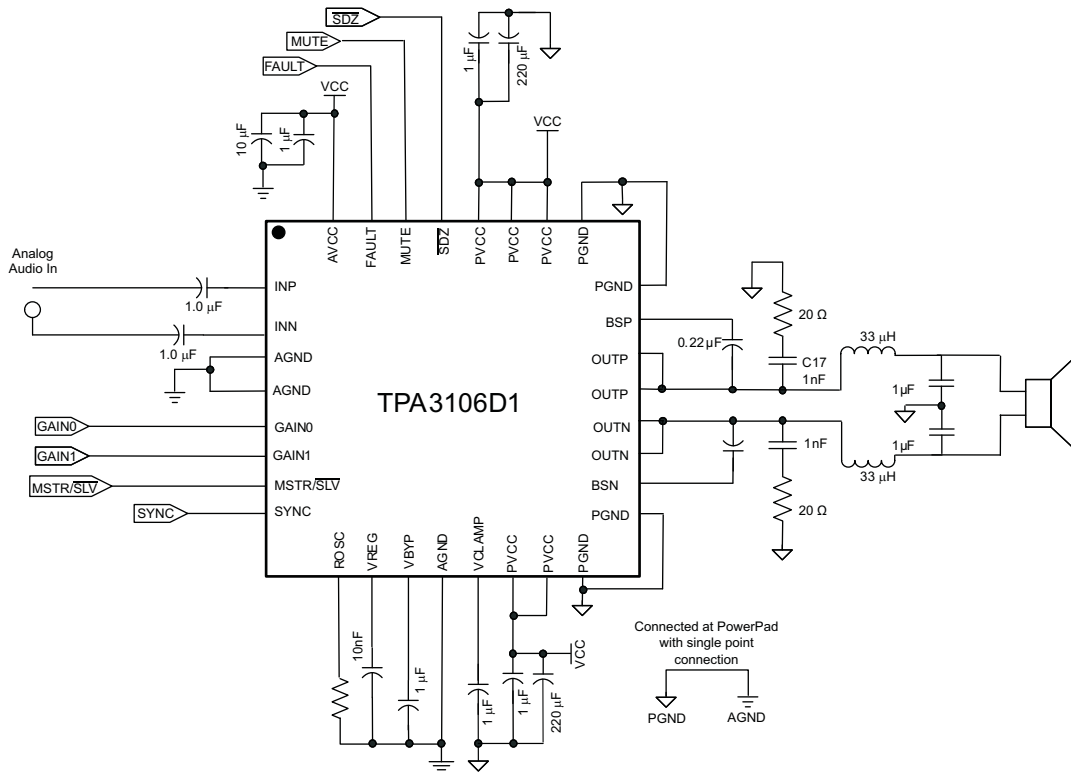 SDZ
MUTE
FAULT
1 µF
220 µF
VCC
10 µF
1 µF
VCC
AVCC
FAULT
MUTE
SDZ
PVCC
PVCC
PVCC
PGND
Analog
Audio In
1.0 µF
1.0 µF
INP
INN
AGND
AGND
GAIN0
GAIN0
GAIN1
GAIN1
MSTR/SLV
MSTR/SLV
SYNC
SYNC
TPA3106D1
PGND
BSP
OUTP
OUTP
OUTN
OUTN
BSN
PGND
0.22 µF
20 Ω
C17
1nF
33 µH
1µF
1µF
1nF
33 µH
20 Ω
ROSC
VREG
VBYP
AGND
VCLAMP
PVCC
PVCC
PGND
10nF
1 µF
1 µF
1 µF
220 µF
VCC
Connected at PowerPad
with single point
connection
PGND
AGND